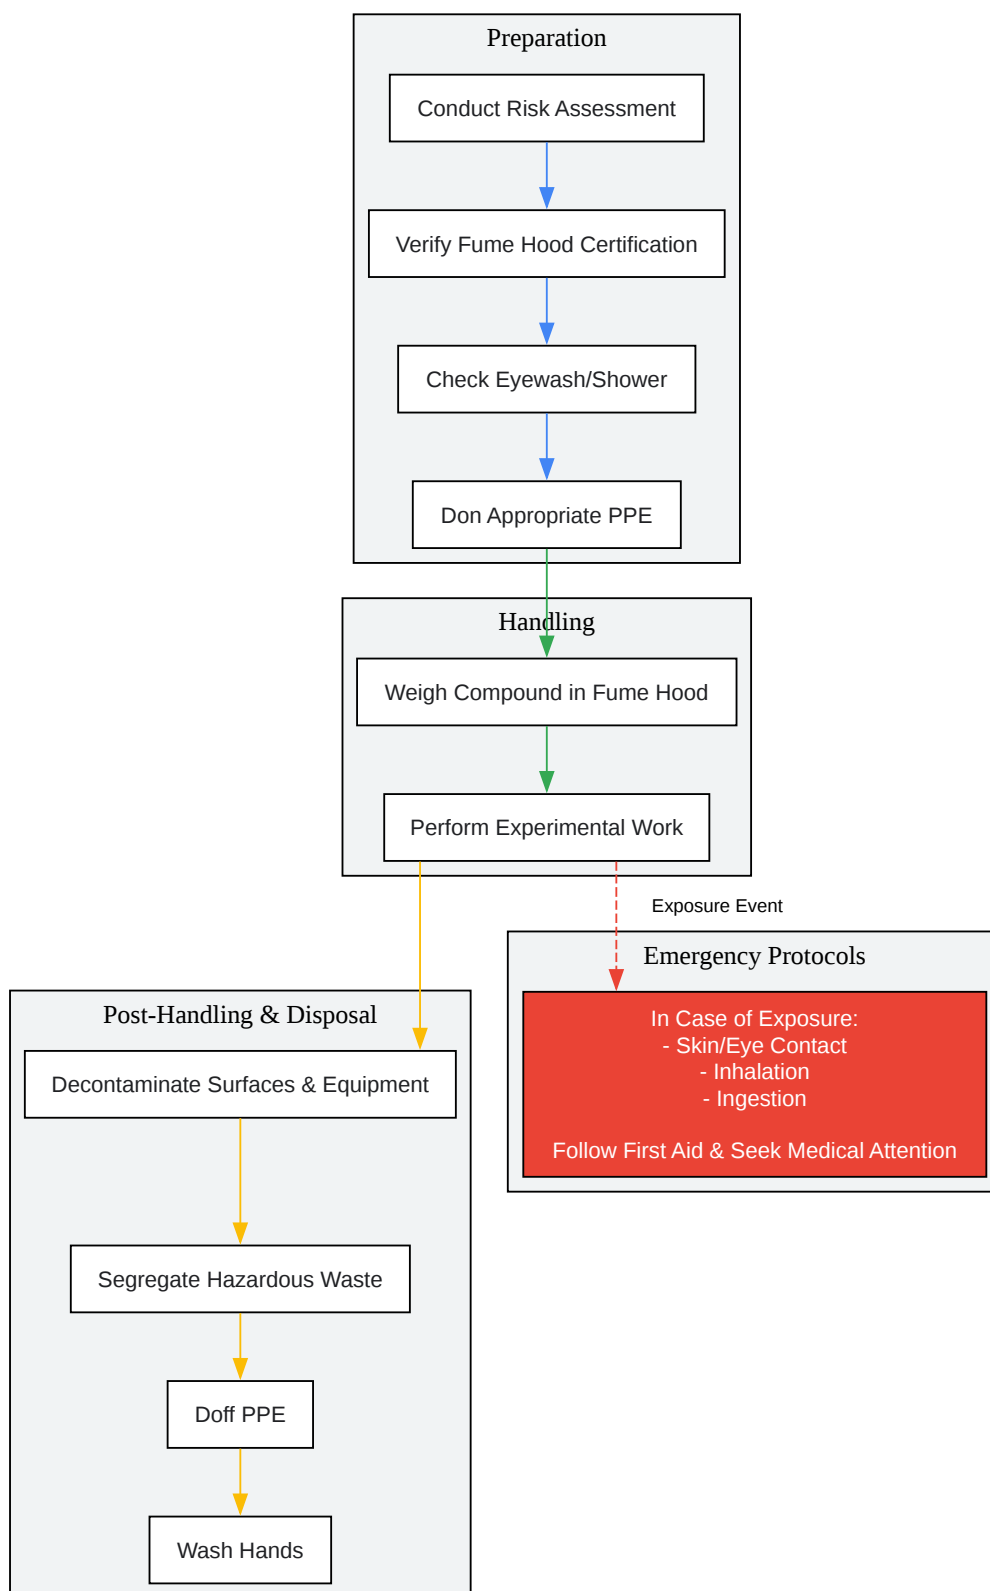 Preparation
Conduct Risk Assessment
Verify Fume Hood Certification
Check Eyewash/Shower
Don Appropriate PPE
Handling
Weigh Compound in Fume Hood
Perform Experimental Work
Exposure Event
Emergency Protocols
In Case of Exposure:
- Skin/Eye Contact
- Inhalation
- Ingestion
Follow First Aid & Seek Medical Attention
Post-Handling & Disposal
Decontaminate Surfaces & Equipment
Segregate Hazardous Waste
Doff PPE
Wash Hands